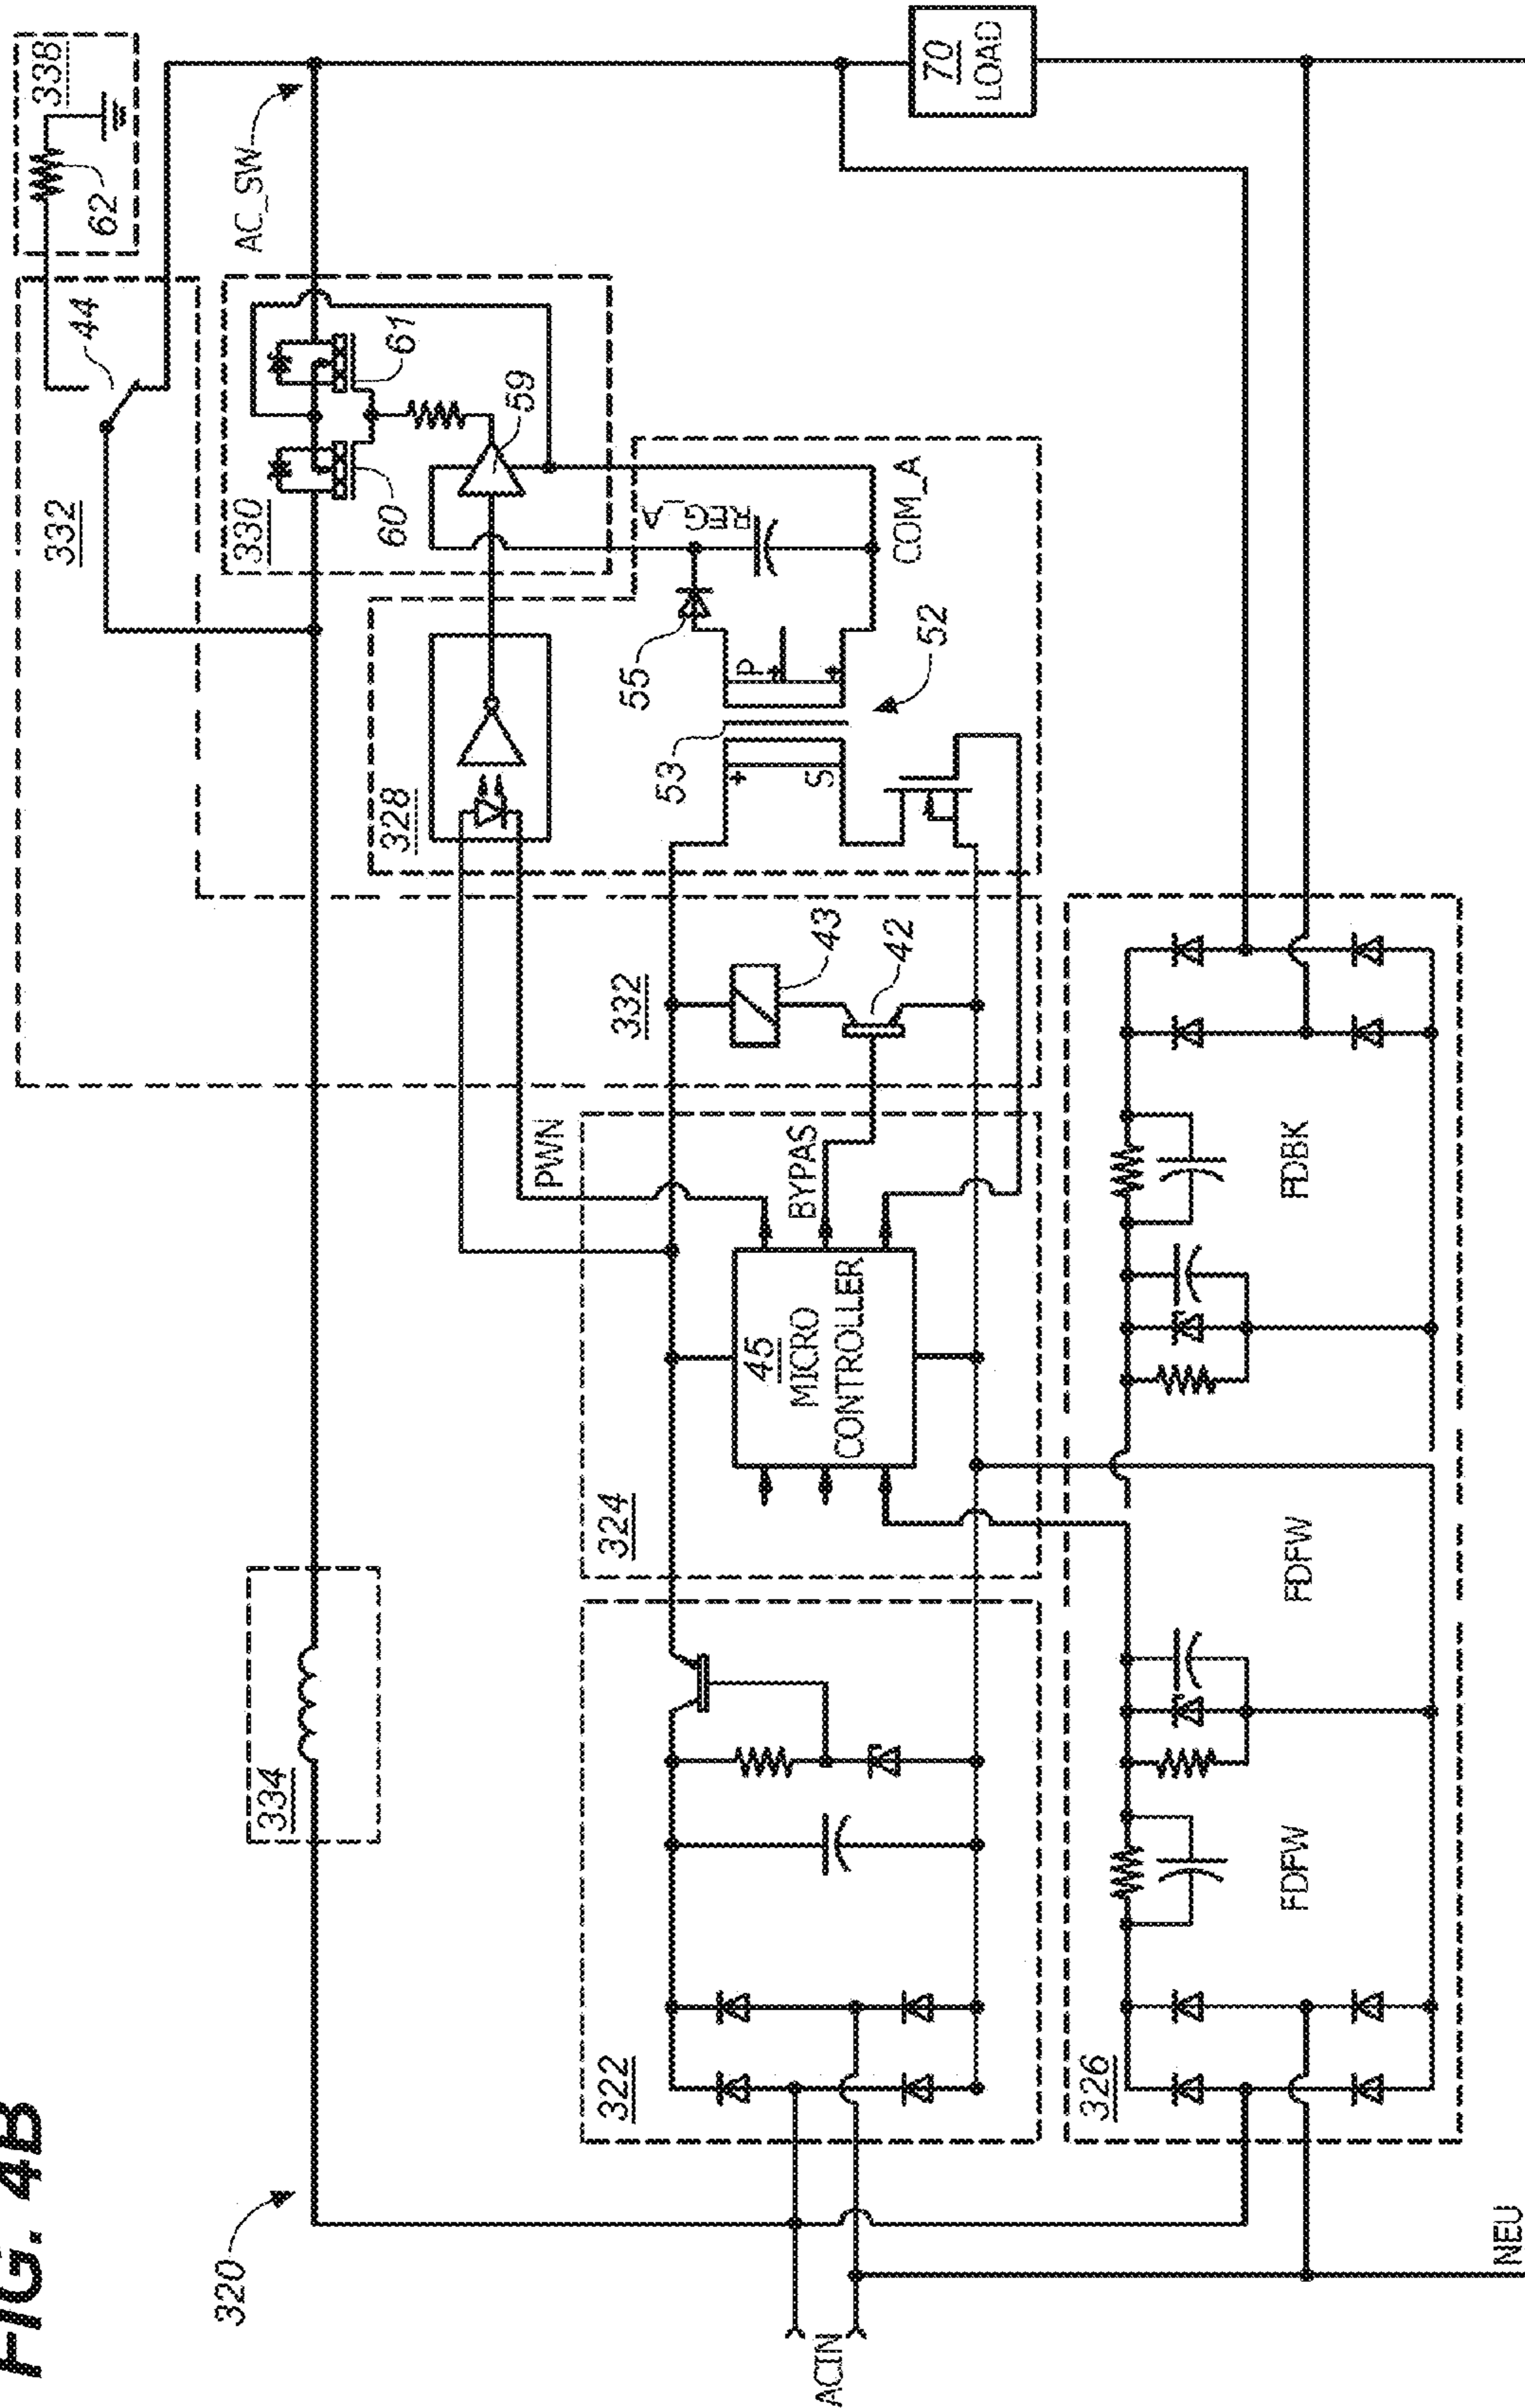 FIG. 4B
320
334
332
44
338
62
AC_SW
330
60
61
59
328
PWN
REG_A
COM_A
55
53
P
+
+
S
52
332
43
42
324
BYPAS
45
MICRO
CONTROLLER
322
ACIN
326
FDFW
FDFW
FDBK
70
LOAD
NEU